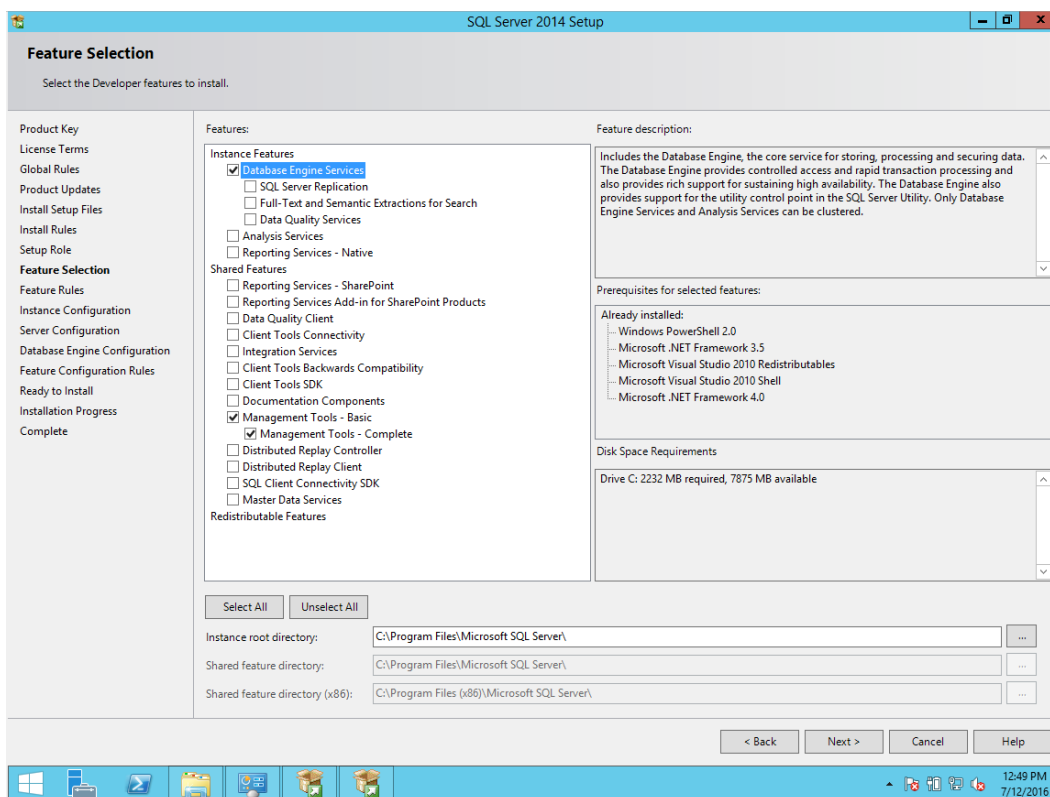 SQL Server 2014 Setup
Feature Selection
Select the Developer features to install.
Product Key
License Terms
Global Rules
Product Updates
Install Setup Files
Install Rules
Setup Role
Feature Selection
Feature Rules
Instance Configuration
Server Configuration
Database Engine Configuration
Feature Configuration Rules
Ready to Install
Installation Progress
Complete
Features:
Instance Features
Database Engine Services
SQL Server Replication
Full-Text and Semantic Extractions for Search
Data Quality Services
Analysis Services
Reporting Services - Native
Shared Features
Reporting Services - SharePoint
Reporting Services Add-in for SharePoint Products
Data Quality Client
Client Tools Connectivity
Integration Services
Client Tools Backwards Compatibility
Client Tools SDK
Documentation Components
Management Tools - Basic
Management Tools - Complete
Distributed Replay Controller
Distributed Replay Client
SQL Client Connectivity SDK
Master Data Services
Redistributable Features
Feature description:
Includes the Database Engine, the core service for storing, processing and securing data.
The Database Engine provides controlled access and rapid transaction processing and
also provides rich support for sustaining high availability. The Database Engine also
provides support for the utility control point in the SQL Server Utility. Only Database
Engine Services and Analysis Services can be clustered.
Prerequisites for selected features:
Already installed:
Windows PowerShell 2.0
Microsoft .NET Framework 3.5
Microsoft Visual Studio 2010 Redistributables
Microsoft Visual Studio 2010 Shell
Microsoft .NET Framework 4.0
Disk Space Requirements
Drive C: 2232 MB required, 7875 MB available
Select All
Unselect All
Instance root directory:
C:\Program Files\Microsoft SQL Server\
...
Shared feature directory:
C:\Program Files\Microsoft SQL Server\
...
Shared feature directory (x86):
C:\Program Files (x86)\Microsoft SQL Server\
...
< Back
Next >
Cancel
Help
12:49 PM
7/12/2016